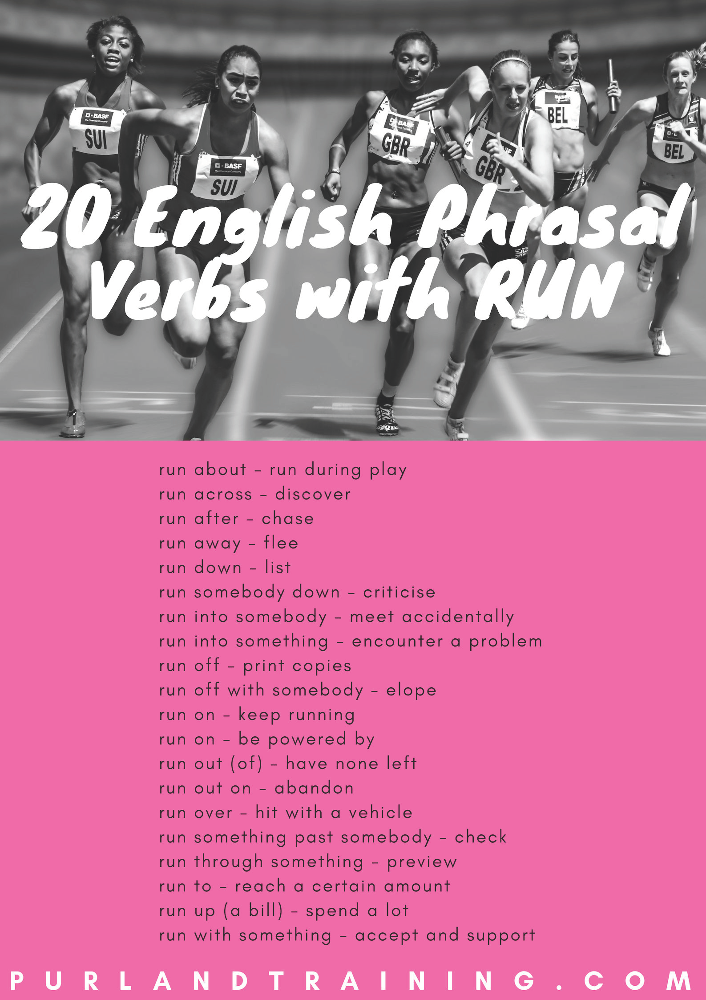 BASF
The Chemical Company
SUI
BASF
The Chemical Company
SUI
BASF
GBR
GBR
BASF
BEL
BEL
20 English Phrasal
Verbs with RUN
run about – run during play
run across – discover
run after – chase
run away – flee
run down – list
run somebody down – criticise
run into somebody – meet accidentally
run into something – encounter a problem
run off – print copies
run off with somebody – elope
run on – keep running
run on – be powered by
run out (of) – have none left
run out on – abandon
run over – hit with a vehicle
run something past somebody – check
run through something – preview
run to – reach a certain amount
run up (a bill) – spend a lot
run with something – accept and support
PURLANDTRAINING.COM